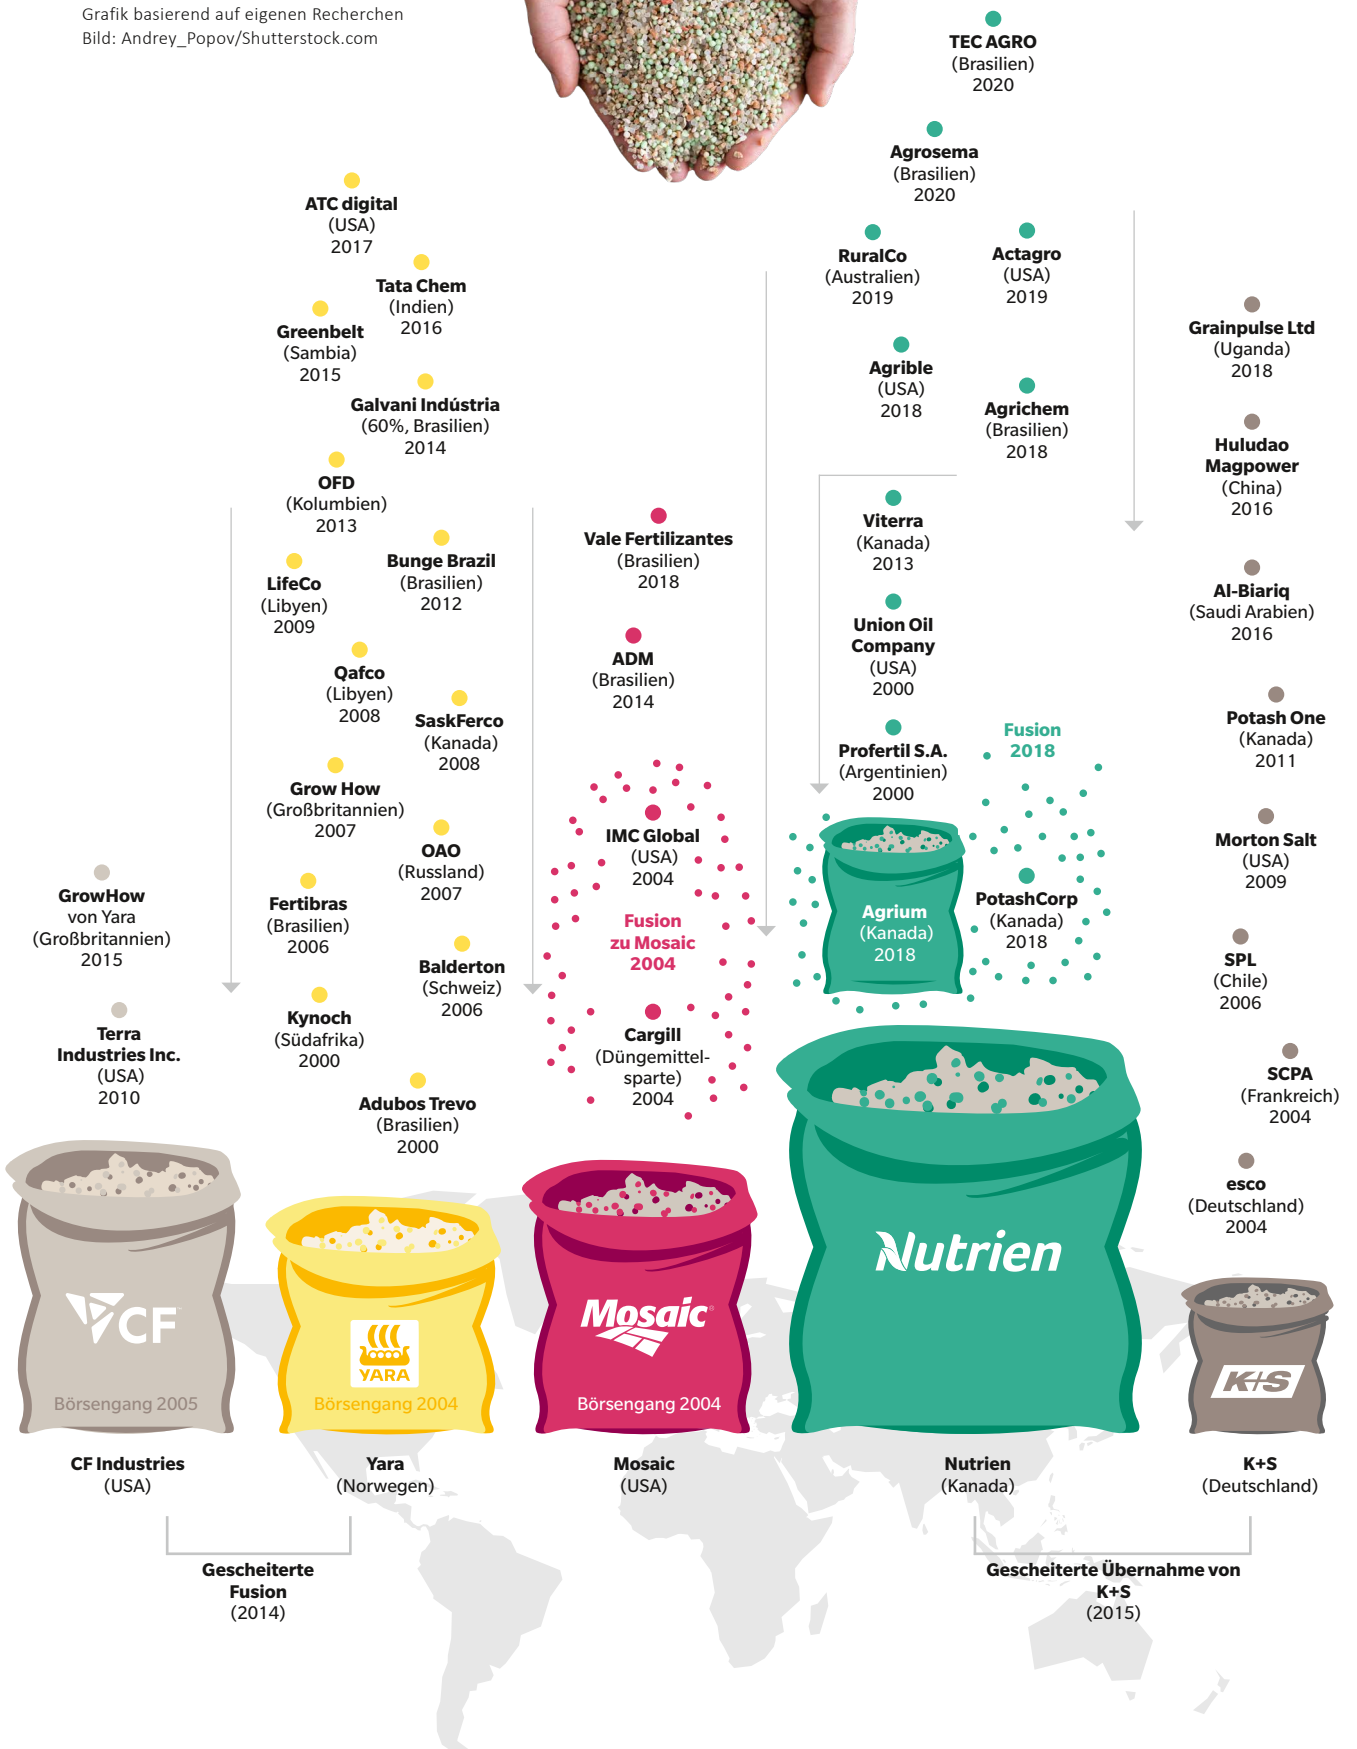 Grafik basierend auf eigenen Recherchen
Bild: Andrey_Popov/Shutterstock.com
TEC AGRO
(Brasilien)
2020
Agrosema
(Brasilien)
2020
RuralCo
(Australien)
2019
Actagro
(USA)
2019
Agrible
(USA)
2018
Agrichem
(Brasilien)
2018
Viterra
(Kanada)
2013
Union Oil
Company
(USA)
2000
Profertil S.A.
(Argentinien)
2000
Fusion
2018
Agrium
(Kanada)
2018
PotashCorp
(Kanada)
2018
ATC digital
(USA)
2017
Tata Chem
(Indien)
2016
Greenbelt
(Sambia)
2015
Galvani Indústria
(60%, Brasilien)
2014
OFD
(Kolumbien)
2013
Bunge Brazil
(Brasilien)
2012
LifeCo
(Libyen)
2009
Qafco
(Libyen)
2008
SaskFerco
(Kanada)
2008
Grow How
(Großbritannien)
2007
OAO
(Russland)
2007
Fertibras
(Brasilien)
2006
Balderton
(Schweiz)
2006
Kynoch
(Südafrika)
2000
Adubos Trevo
(Brasilien)
2000
GrowHow
von Yara
(Großbritannien)
2015
Terra
Industries Inc.
(USA)
2010
Vale Fertilizantes
(Brasilien)
2018
ADM
(Brasilien)
2014
IMC Global
(USA)
2004
Fusion
zu Mosaic
2004
Cargill
(Düngemittel-
sparte)
2004
Grainpulse Ltd
(Uganda)
2018
Huludao
Magpower
(China)
2016
Al-Biariq
(Saudi Arabien)
2016
Potash One
(Kanada)
2011
Morton Salt
(USA)
2009
SPL
(Chile)
2006
SCPA
(Frankreich)
2004
esco
(Deutschland)
2004
CF
Börsengang 2005
YARA
Börsengang 2004
Mosaic®
Börsengang 2004
Nutrien
K+S
CF Industries
(USA)
Yara
(Norwegen)
Mosaic
(USA)
Nutrien
(Kanada)
K+S
(Deutschland)
Gescheiterte
Fusion
(2014)
Gescheiterte Übernahme von
K+S
(2015)